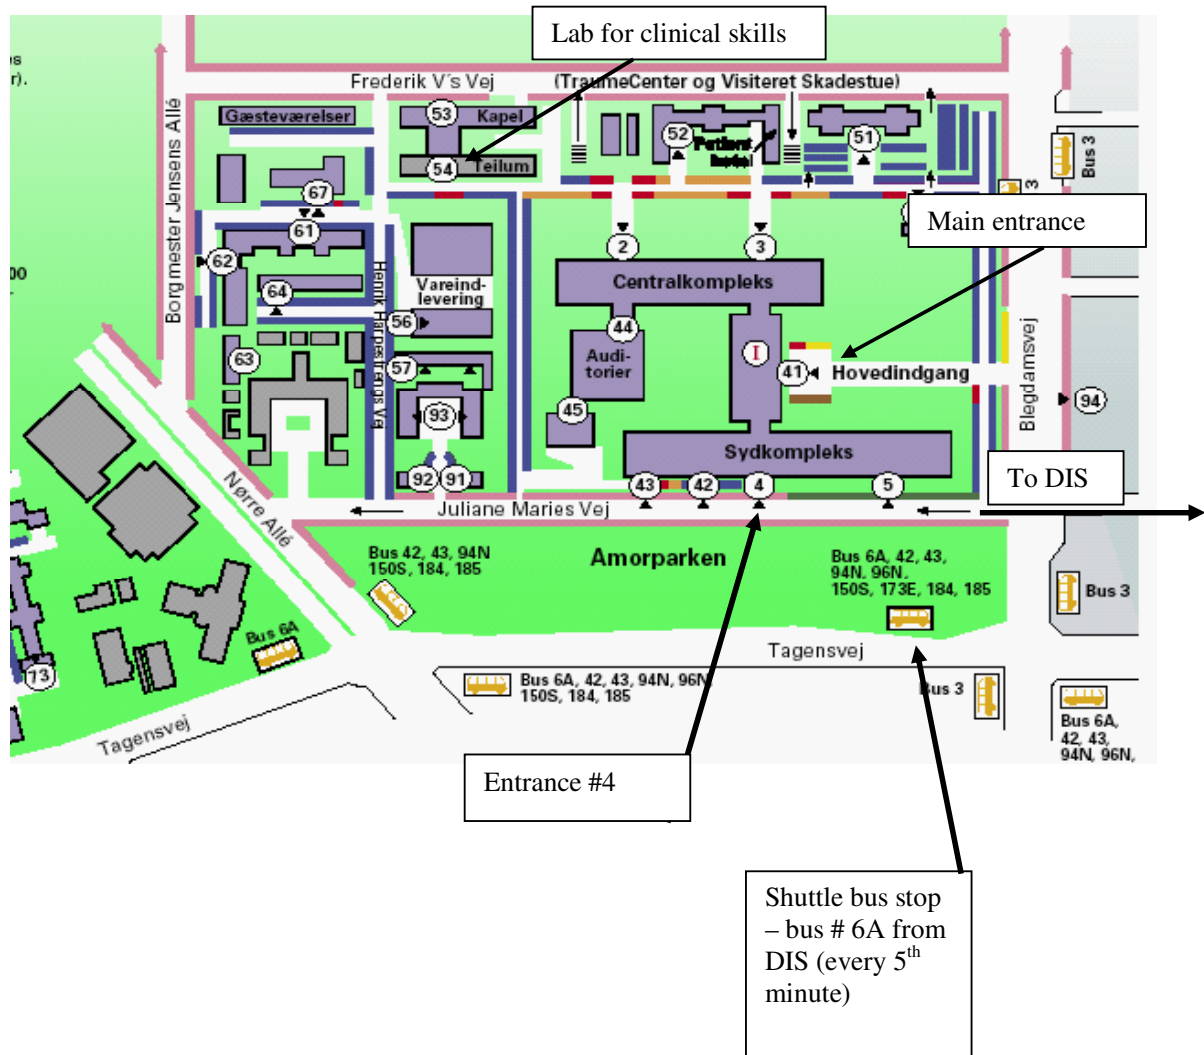 Lab for clinical skills
es
r).
Frederik V´s Vej
(TraumeCenter og Visiteret Skadestue)
Gæsteværelser
53
Kapel
52
Patient
hotel
51
Bus 3
54
Teilum
67
3
Borgmester Jensens Allé
61
2
3
Main entrance
62
Vareind-
levering
Centralkompleks
00
64
Henrik Harpestrengs Vej
56
44
63
57
Audi-
torier
I
41
Hovedindgang
Blegdamsvej
94
93
45
Sydkompleks
92
91
43
42
4
5
To DIS
Nørre Allé
Juliane Maries Vej
Bus 42, 43, 94N
150S, 184, 185
Amorparken
Bus 6A, 42, 43,
94N, 96N,
150S, 173E, 184, 185
Bus 3
Bus 6A
73
Tagensvej
Bus 6A, 42, 43, 94N, 96N,
150S, 184, 185
Bus 3
Bus 6A,
42, 43,
94N, 96N,
Tagensvej
Entrance #4
Shuttle bus stop
– bus # 6A from
DIS (every 5th
minute)